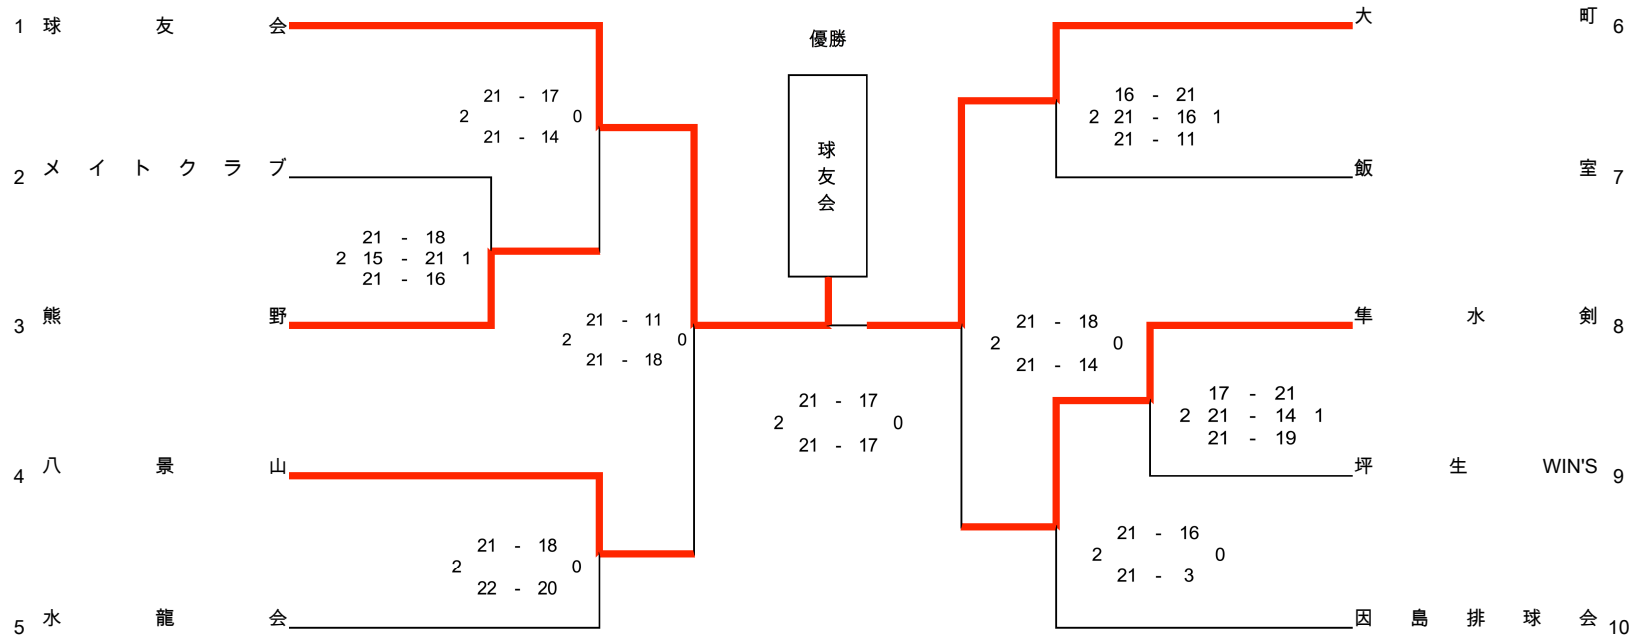 1 球友会
大町 6
優勝
21 - 17
2 0
21 - 14
16 - 21
2 21 - 16 1
21 - 11
球友会
2 メイトクラブ
飯室 7
21 - 18
2 15 - 21 1
21 - 16
3 熊野
隼水剣 8
21 - 11
2 0
21 - 18
21 - 18
2 0
21 - 14
21 - 17
2 0
21 - 17
17 - 21
2 21 - 14 1
21 - 19
4 八景山
坪生WIN'S 9
21 - 18
2 0
22 - 20
21 - 16
2 0
21 - 3
5 水龍会
因島排球会 10